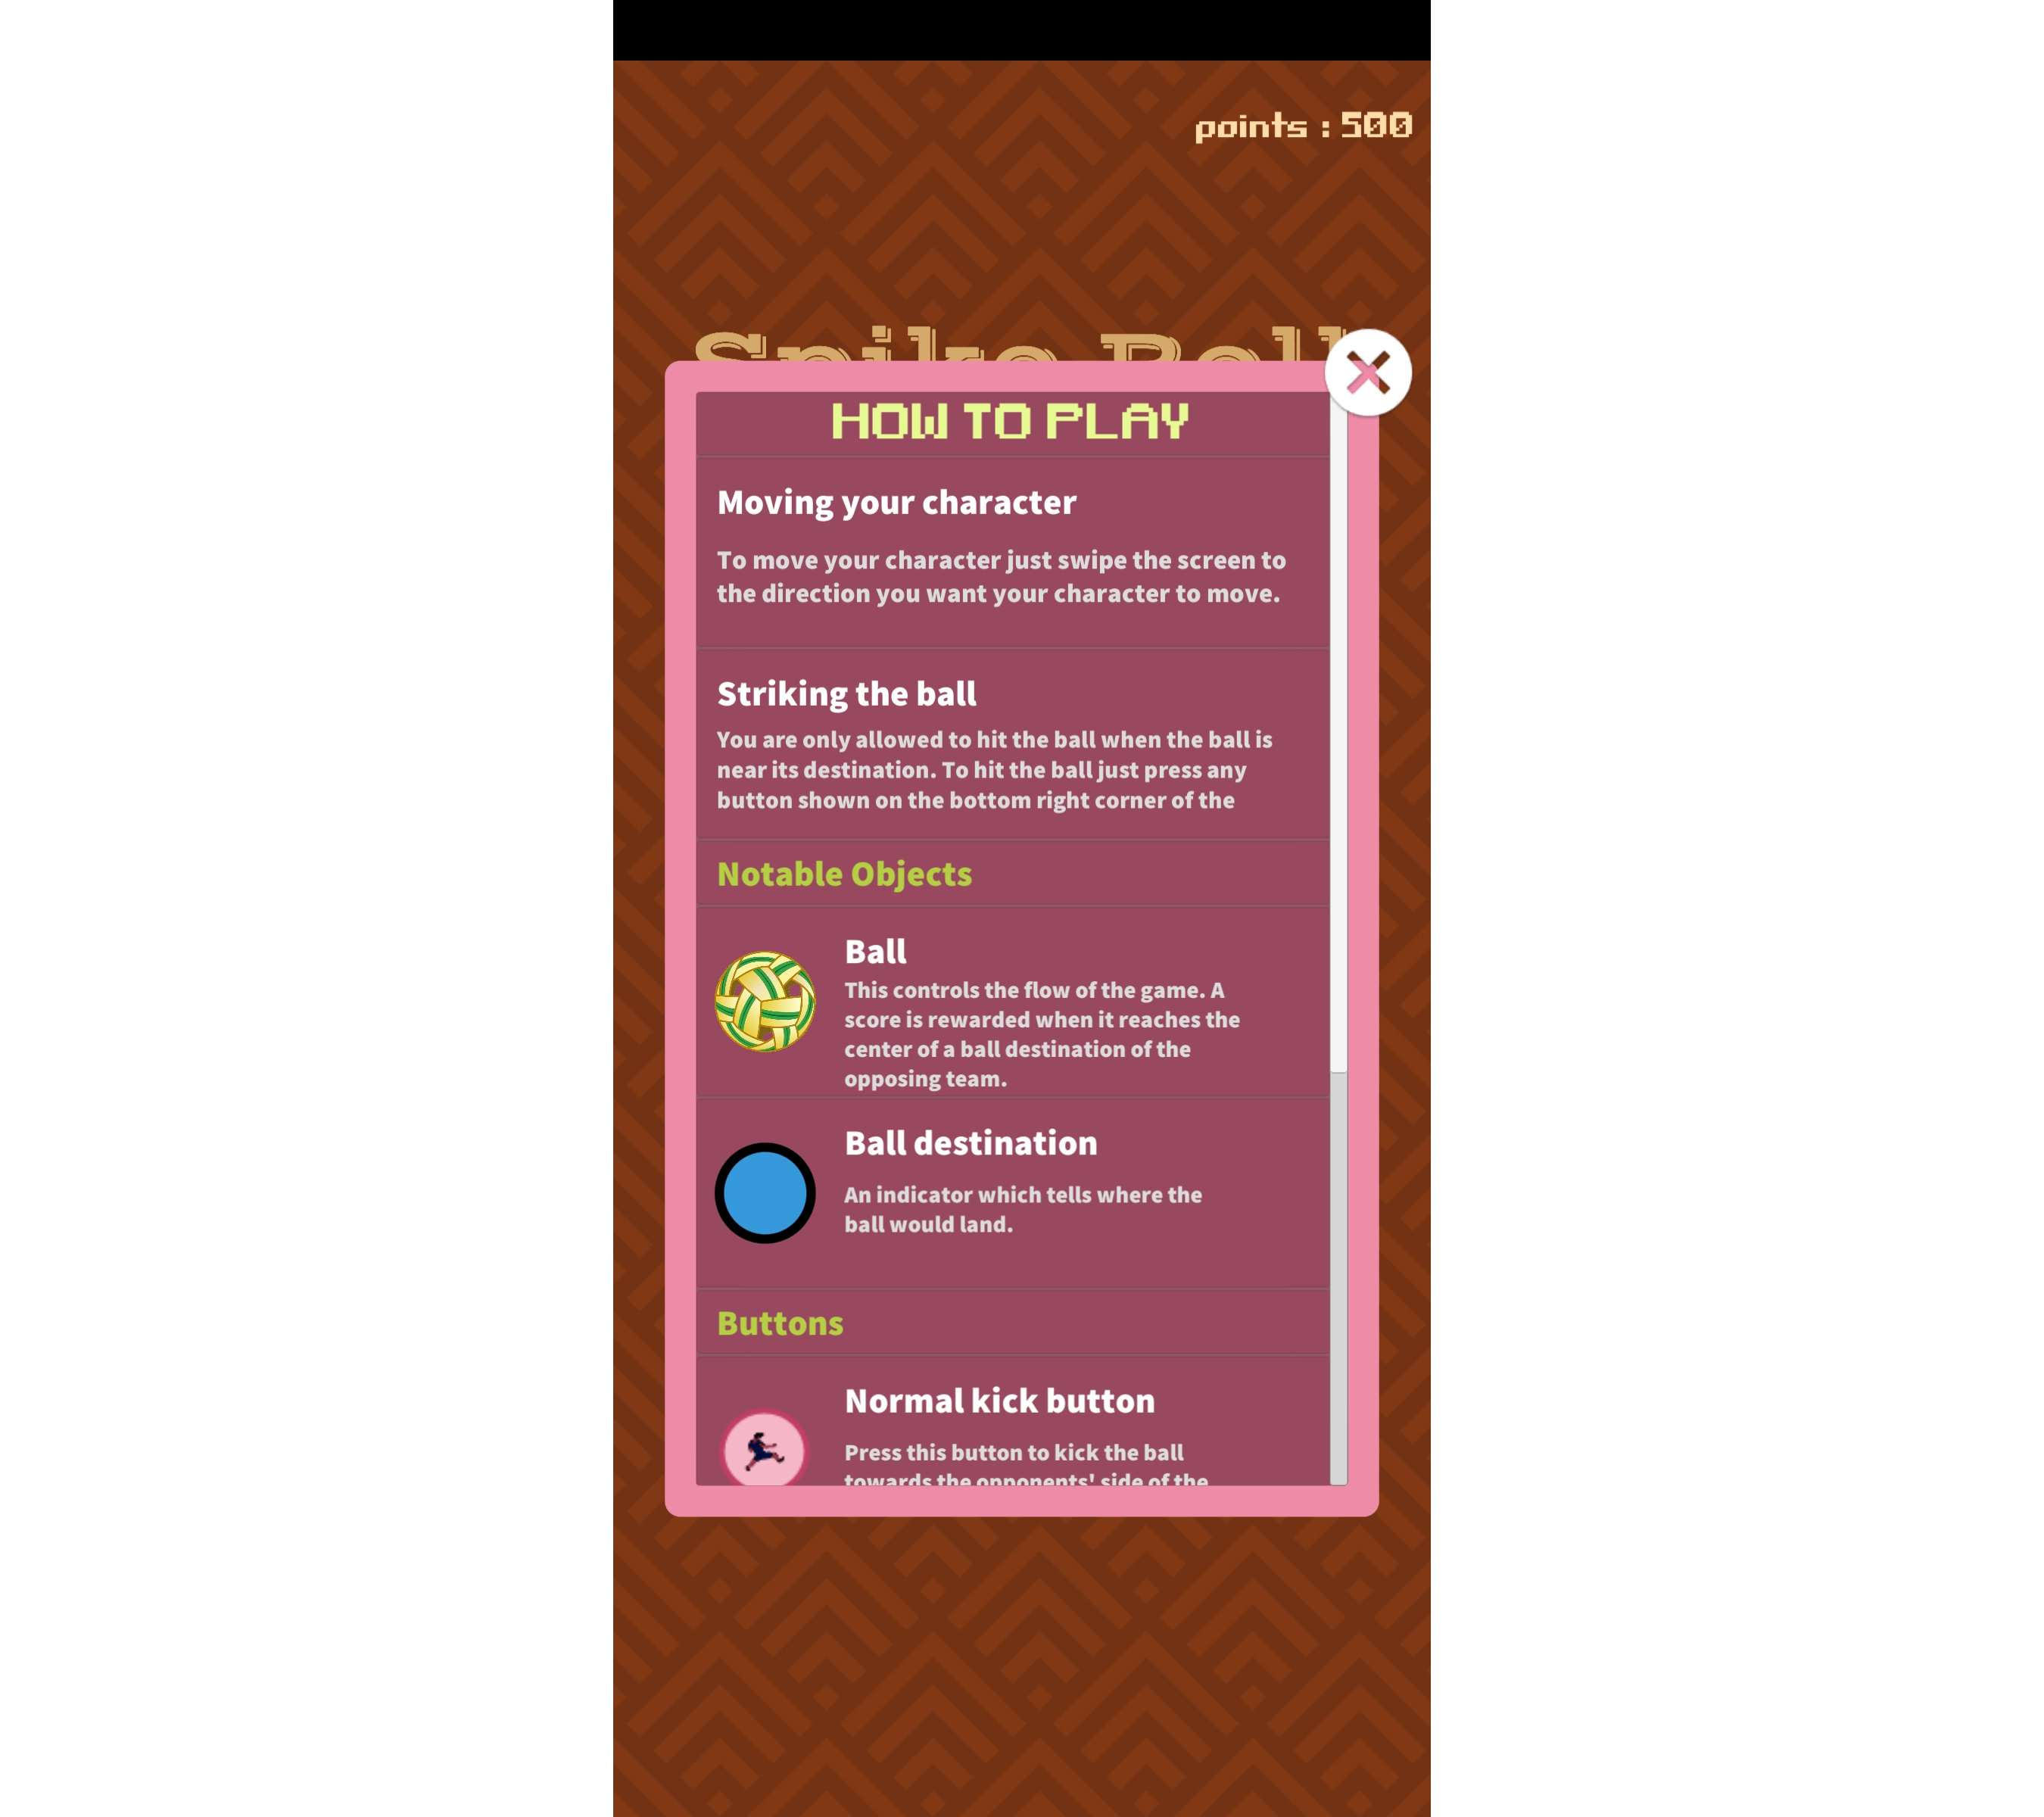 points : 500
HOW TO PLAY
Moving your character
To move your character just swipe the screen to
the direction you want your character to move.
Striking the ball
You are only allowed to hit the ball when the ball is
near its destination. To hit the ball just press any
button shown on the bottom right corner of the
Notable Objects
Ball
This controls the flow of the game. A
score is rewarded when it reaches the
center of a ball destination of the
opposing team.
Ball destination
An indicator which tells where the
ball would land.
Buttons
Normal kick button
Press this button to kick the ball
towards the opponents' side of the